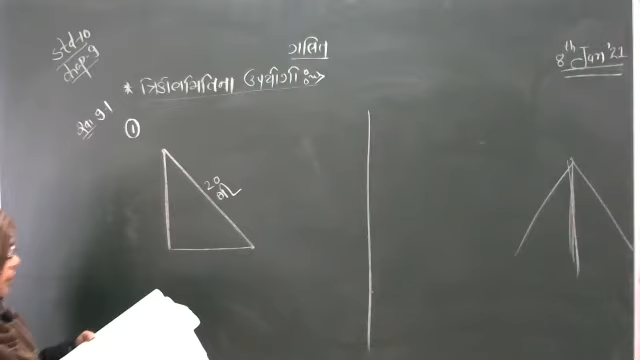 std-10
chap-9
ગણિત
8th Jan'21
* ત્રિકોણમિતિના ઉપયોગો :→
સ્વા 9.1
①
20
મી